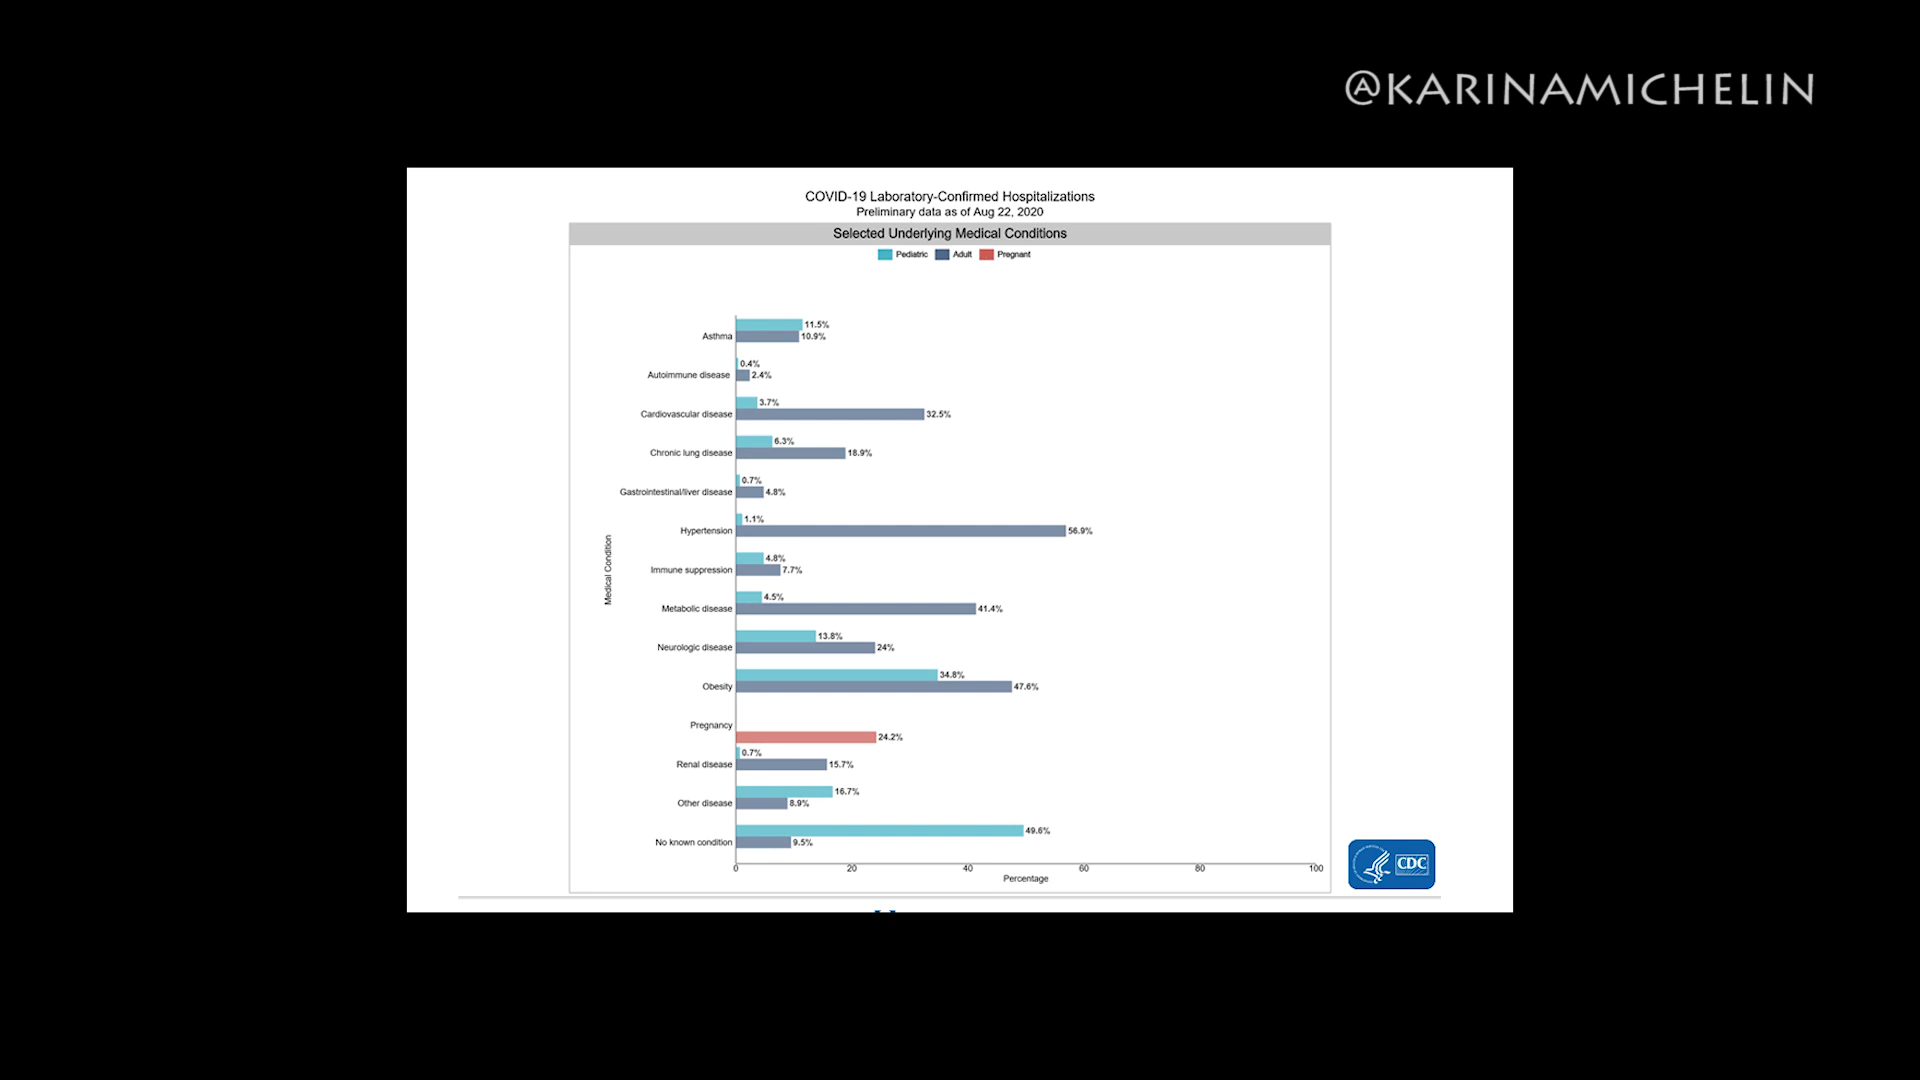 @KARINAMICHELIN
COVID-19 Laboratory-Confirmed Hospitalizations
Preliminary data as of Aug 22, 2020
Selected Underlying Medical Conditions
Pediatric Adult Pregnant
Medical Condition
Asthma 11.5% 10.9%
Autoimmune disease 0.4% 2.4%
Cardiovascular disease 3.7% 32.5%
Chronic lung disease 6.3% 18.9%
Gastrointestinal/liver disease 0.7% 4.8%
Hypertension 1.1% 56.9%
Immune suppression 4.8% 7.7%
Metabolic disease 4.5% 41.4%
Neurologic disease 13.8% 24%
Obesity 34.8% 47.6%
Pregnancy 24.2%
Renal disease 0.7% 15.7%
Other disease 16.7% 8.9%
No known condition 49.6% 9.5%
0 20 40 60 80 100
Percentage
CDC